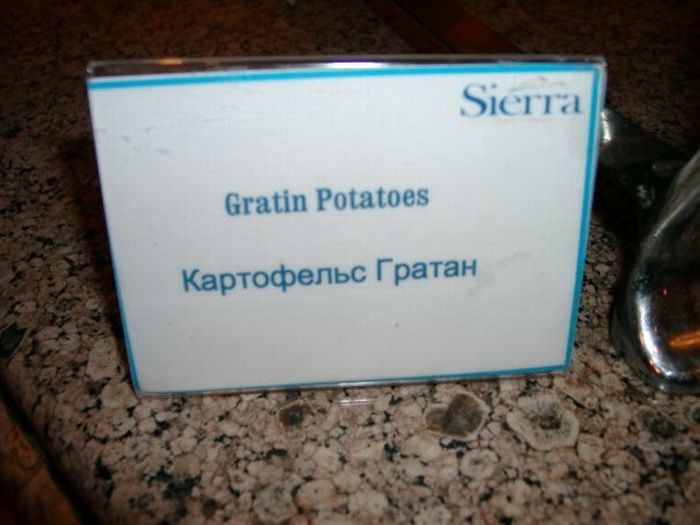 Sierra
Gratin Potatoes
Картофельс Гратан